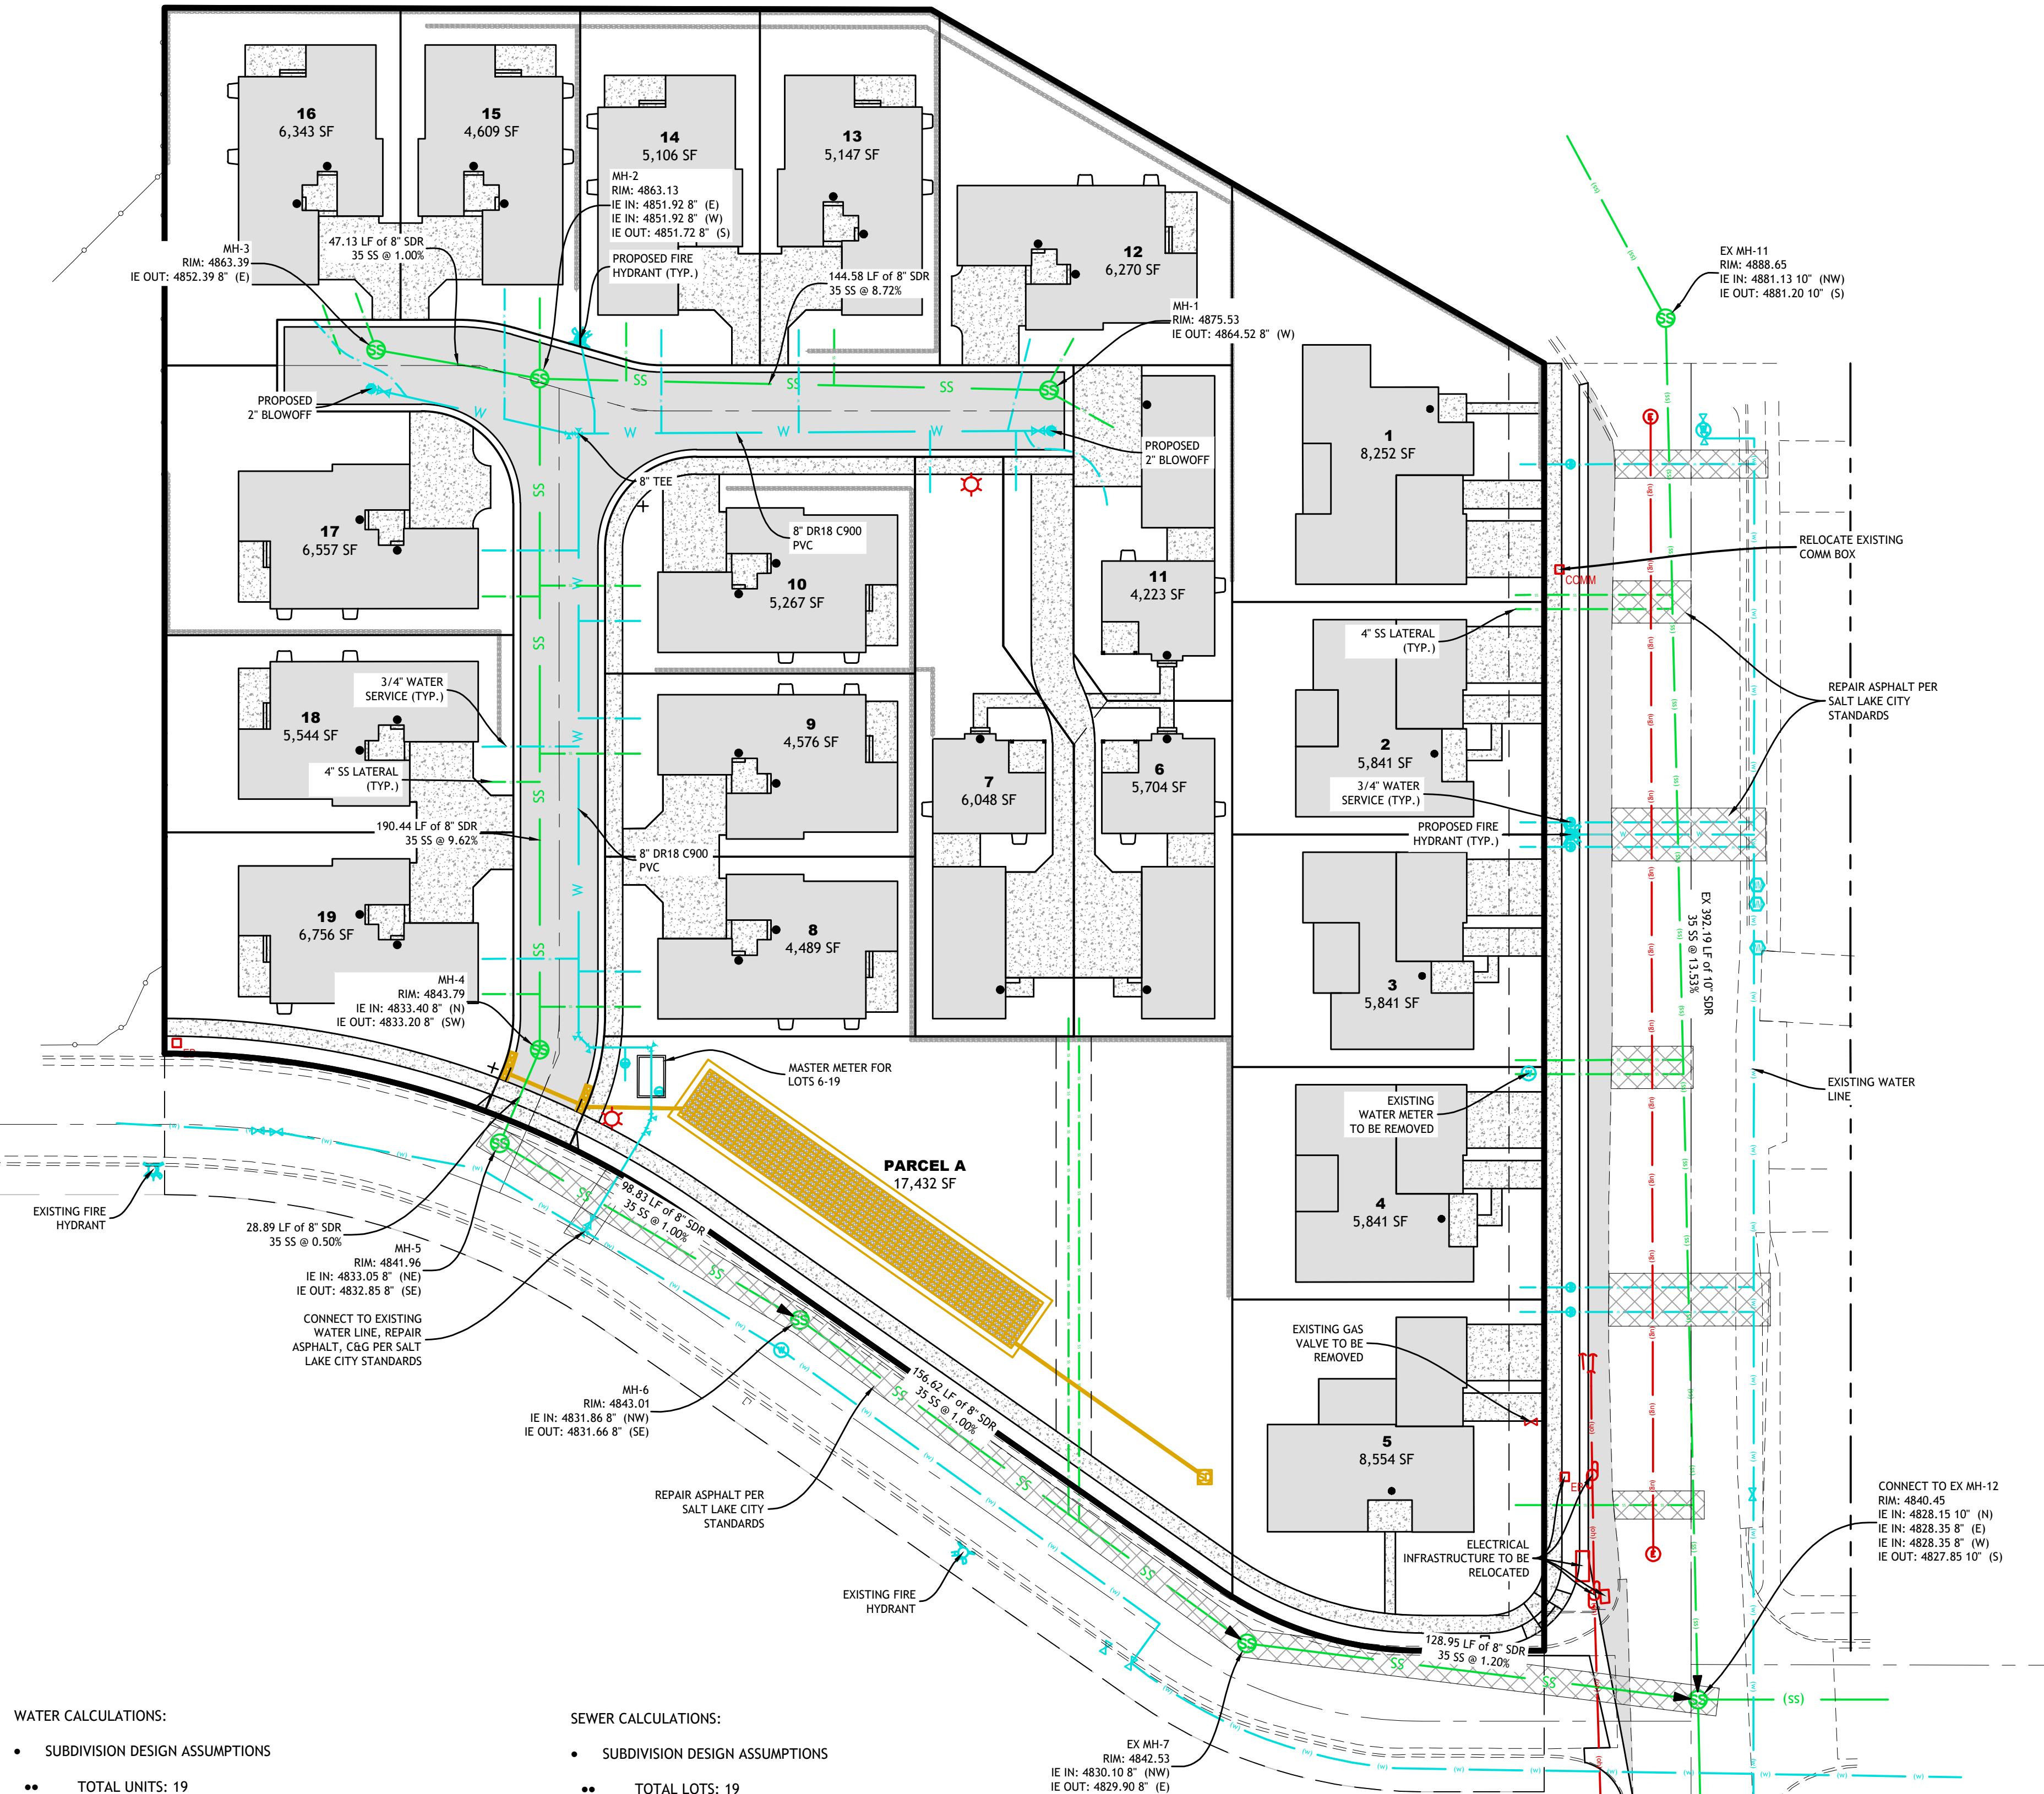 16
6,343 SF
15
4,609 SF
14
5,106 SF
13
5,147 SF
12
6,270 SF
MH-2
RIM: 4863.13
IE IN: 4851.92 8" (E)
IE IN: 4851.92 8" (W)
IE OUT: 4851.72 8" (S)
MH-3
RIM: 4863.39
IE OUT: 4852.39 8" (E)
47.13 LF of 8" SDR
35 SS @ 1.00%
PROPOSED FIRE
HYDRANT (TYP.)
144.58 LF of 8" SDR
35 SS @ 8.72%
MH-1
RIM: 4875.53
IE OUT: 4864.52 8" (W)
EX MH-11
RIM: 4888.65
IE IN: 4881.13 10" (NW)
IE OUT: 4881.20 10" (S)
PROPOSED
2" BLOWOFF
PROPOSED
2" BLOWOFF
8" TEE
8" DR18 C900
PVC
1
8,252 SF
17
6,557 SF
10
5,267 SF
11
4,223 SF
RELOCATE EXISTING
COMM BOX
COMM
4" SS LATERAL
(TYP.)
3/4" WATER
SERVICE (TYP.)
18
5,544 SF
4" SS LATERAL
(TYP.)
9
4,576 SF
7
6,048 SF
6
5,704 SF
2
5,841 SF
3/4" WATER
SERVICE (TYP.)
PROPOSED FIRE
HYDRANT (TYP.)
REPAIR ASPHALT PER
SALT LAKE CITY
STANDARDS
190.44 LF of 8" SDR
35 SS @ 9.62%
8" DR18 C900
PVC
19
6,756 SF
8
4,489 SF
3
5,841 SF
EX 392.19 LF of 10" SDR
35 SS @ 13.53%
MH-4
RIM: 4843.79
IE IN: 4833.40 8" (N)
IE OUT: 4833.20 8" (SW)
MASTER METER FOR
LOTS 6-19
EXISTING
WATER METER
TO BE REMOVED
EXISTING WATER
LINE
PARCEL A
17,432 SF
4
5,841 SF
EXISTING FIRE
HYDRANT
28.89 LF of 8" SDR
35 SS @ 0.50%
98.83 LF of 8" SDR
35 SS @ 1.00%
MH-5
RIM: 4841.96
IE IN: 4833.05 8" (NE)
IE OUT: 4832.85 8" (SE)
CONNECT TO EXISTING
WATER LINE, REPAIR
ASPHALT, C&G PER SALT
LAKE CITY STANDARDS
EXISTING GAS
VALVE TO BE
REMOVED
156.62 LF of 8" SDR
35 SS @ 1.00%
MH-6
RIM: 4843.01
IE IN: 4831.86 8" (NW)
IE OUT: 4831.66 8" (SE)
5
8,554 SF
REPAIR ASPHALT PER
SALT LAKE CITY
STANDARDS
CONNECT TO EX MH-12
RIM: 4840.45
IE IN: 4828.15 10" (N)
IE IN: 4828.35 8" (E)
IE IN: 4828.35 8" (W)
IE OUT: 4827.85 10" (S)
ELECTRICAL
INFRASTRUCTURE TO BE
RELOCATED
EXISTING FIRE
HYDRANT
128.95 LF of 8" SDR
35 SS @ 1.20%
(SS)
EX MH-7
RIM: 4842.53
IE IN: 4830.10 8" (NW)
IE OUT: 4829.90 8" (E)
WATER CALCULATIONS:
• SUBDIVISION DESIGN ASSUMPTIONS
•• TOTAL UNITS: 19
SEWER CALCULATIONS:
• SUBDIVISION DESIGN ASSUMPTIONS
•• TOTAL LOTS: 19